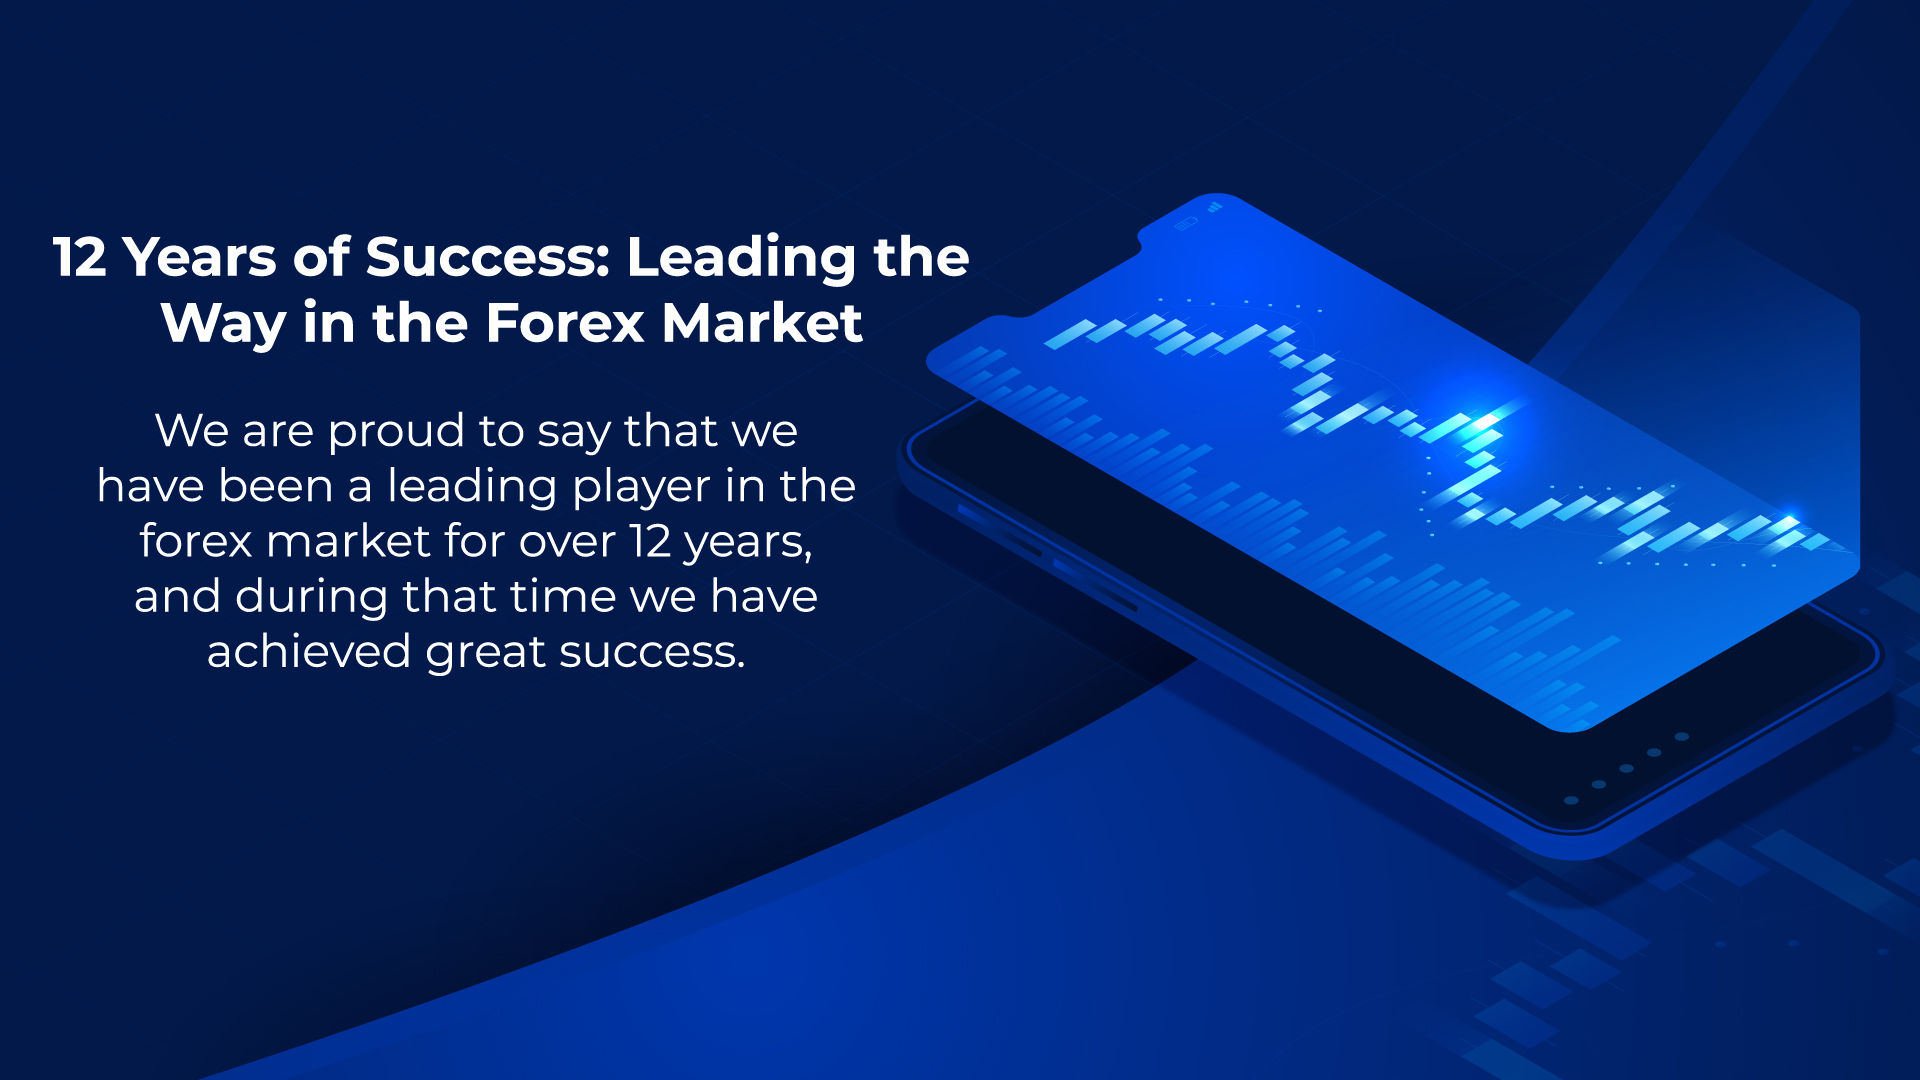 12 Years of Success: Leading the
Way in the Forex Market
We are proud to say that we
have been a leading player in the
forex market for over 12 years,
and during that time we have
achieved great success.